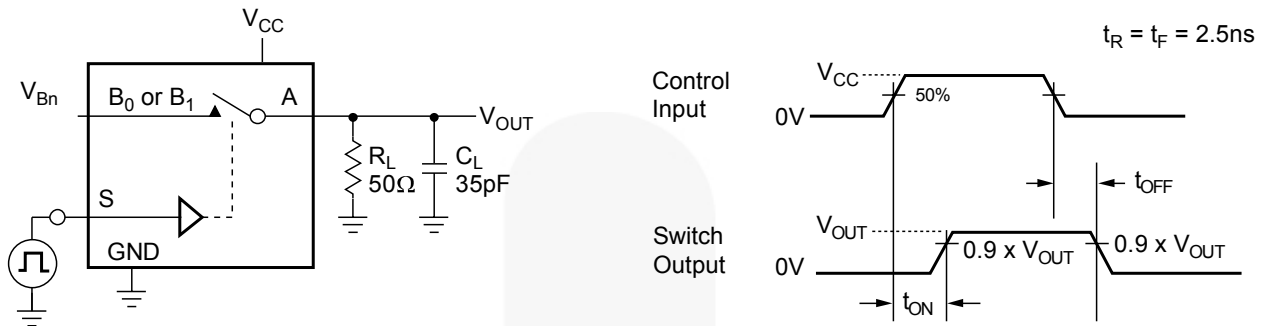 V_CC
V_Bn
B_0 or B_1
A
V_OUT
R_L
50Ω
C_L
35pF
S
GND
t_R = t_F = 2.5ns
Control
Input
V_CC
50%
0V
t_OFF
Switch
Output
V_OUT
0.9 x V_OUT
0.9 x V_OUT
0V
t_ON